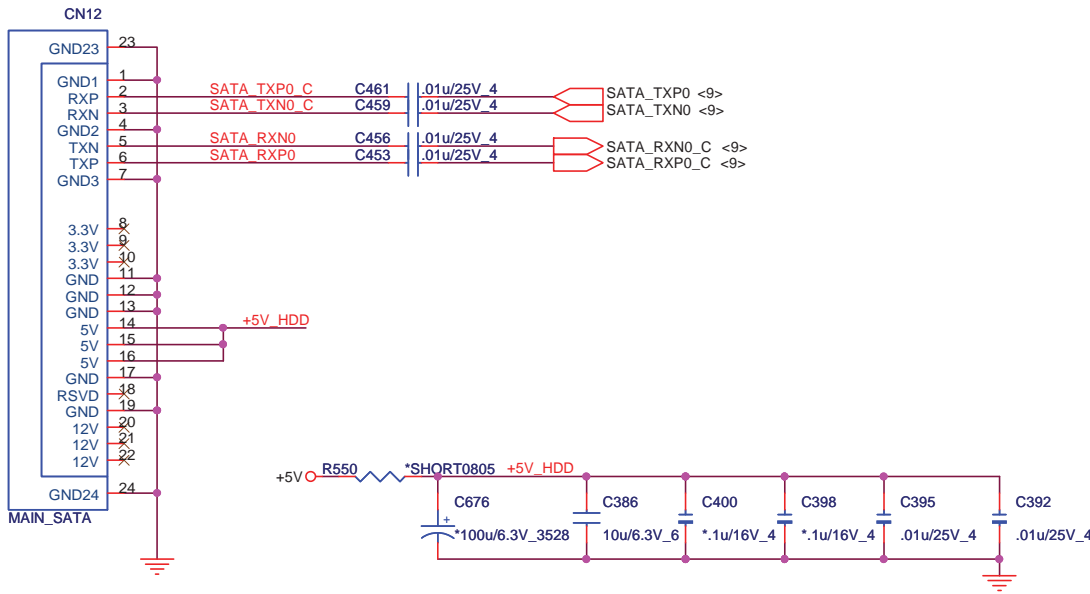 CN12
GND23 23
GND1 1
RXP 2 SATA_TXP0_C C461 .01u/25V_4 SATA_TXP0 <9>
RXN 3 SATA_TXN0_C C459 .01u/25V_4 SATA_TXN0 <9>
GND2 4
TXN 5 SATA_RXN0 C456 .01u/25V_4 SATA_RXN0_C <9>
TXP 6 SATA_RXP0 C453 .01u/25V_4 SATA_RXP0_C <9>
GND3 7
3.3V 8
3.3V 9
3.3V 10
GND 11
GND 12
GND 13
5V 14 +5V_HDD
5V 15
5V 16
GND 17
RSVD 18
GND 19
12V 20
12V 21
12V 22
GND24 24
MAIN_SATA
+5V R550 *SHORT0805 +5V_HDD
C676 C386 C400 C398 C395 C392
+
*100u/6.3V_3528 10u/6.3V_6 *.1u/16V_4 *.1u/16V_4 .01u/25V_4 .01u/25V_4